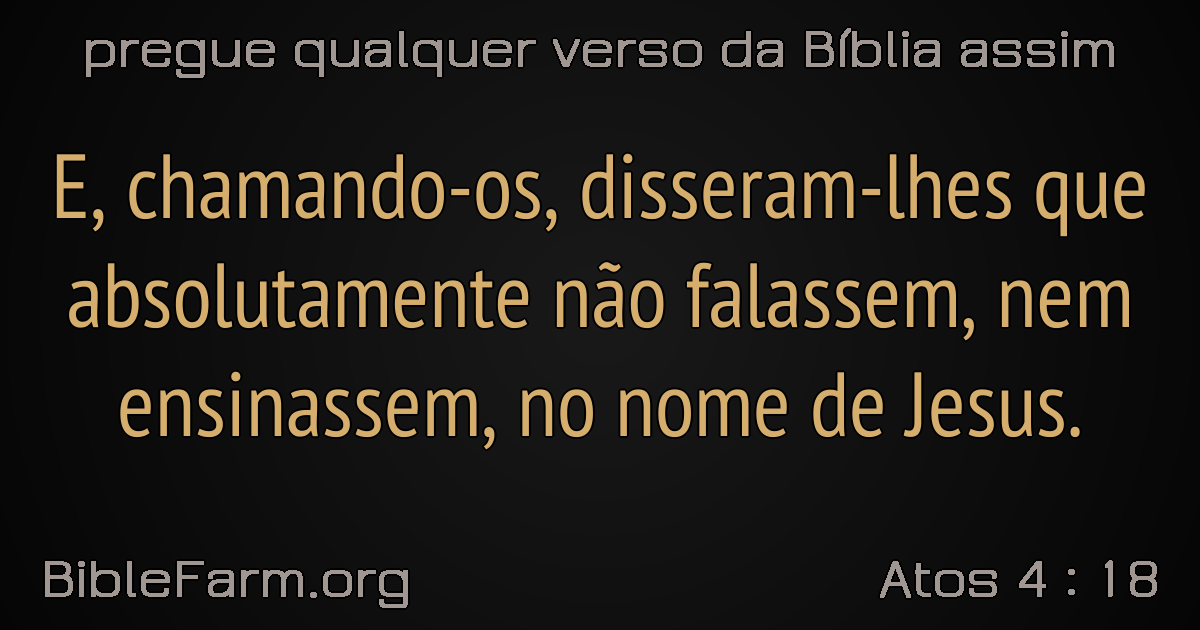 pregue qualquer verso da Bíblia assim
E, chamando-os, disseram-lhes que
absolutamente não falassem, nem
ensinassem, no nome de Jesus.
BibleFarm.org
Atos 4 : 18